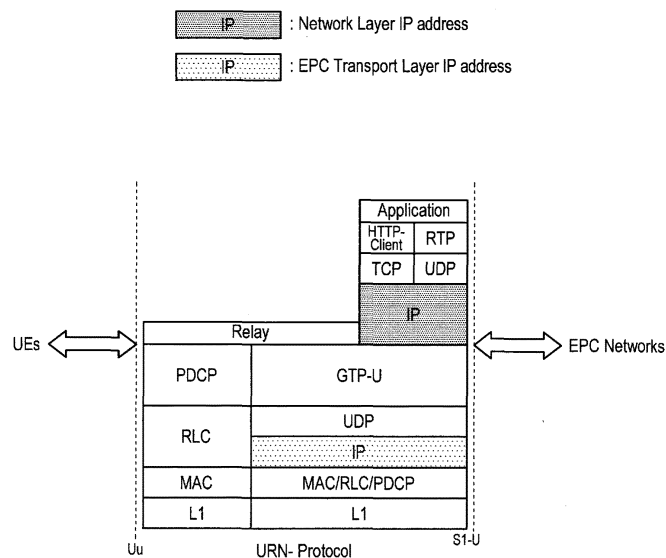 IP : Network Layer IP address
IP : EPC Transport Layer IP address
Application
HTTP-
Client RTP
TCP UDP
IP
Relay
UEs
EPC Networks
PDCP GTP-U
RLC
UDP
IP
MAC MAC/RLC/PDCP
L1 L1
Uu URN- Protocol S1-U